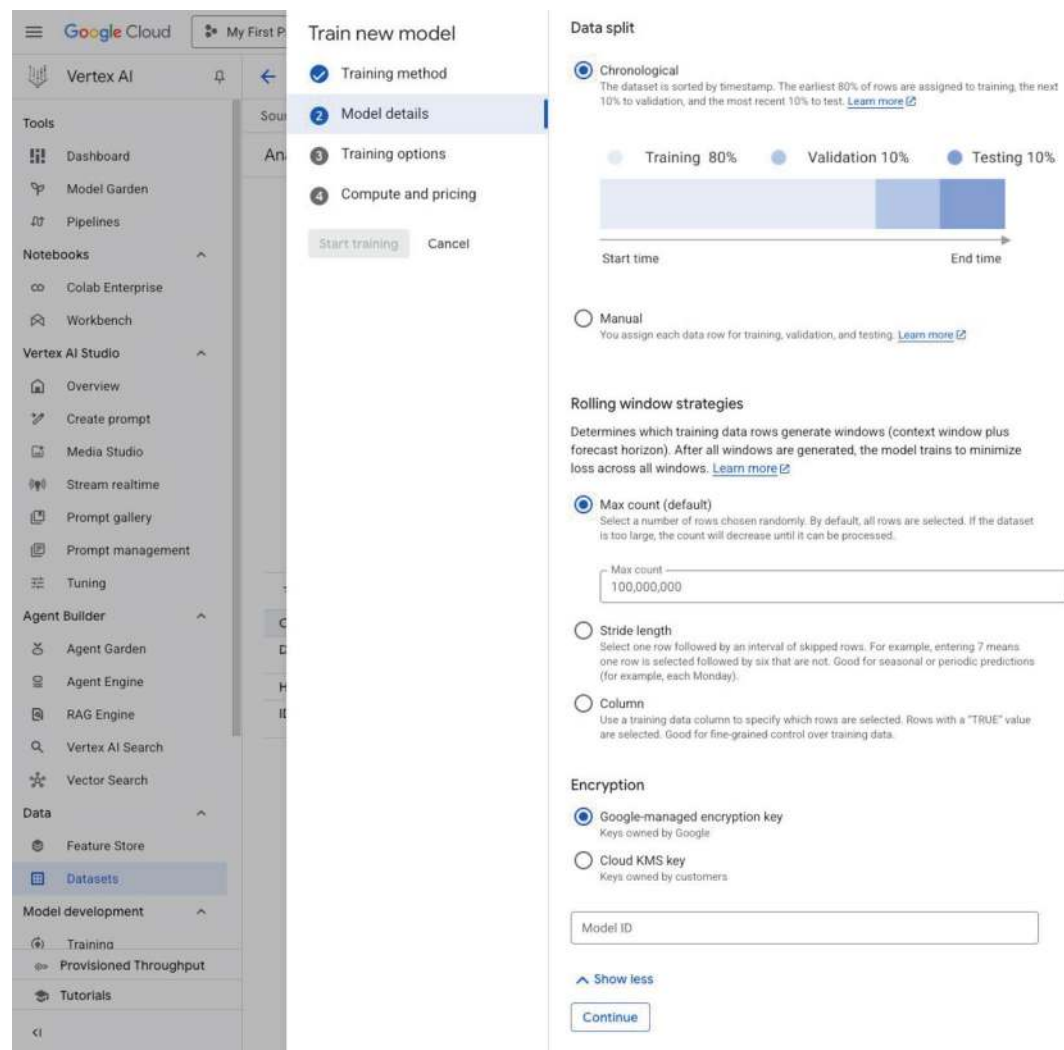 Google Cloud
My First P
Vertex AI
Tools
Dashboard
Model Garden
Pipelines
Notebooks
Colab Enterprise
Workbench
Vertex AI Studio
Overview
Create prompt
Media Studio
Stream realtime
Prompt gallery
Prompt management
Tuning
Agent Builder
Agent Garden
Agent Engine
RAG Engine
Vertex AI Search
Vector Search
Data
Feature Store
Datasets
Model development
Training
Provisioned Throughput
Tutorials
Sour
Ana
Train new model
Training method
2 Model details
3 Training options
4 Compute and pricing
Start training Cancel
Data split
Chronological
The dataset is sorted by timestamp. The earliest 80% of rows are assigned to training, the next
10% to validation, and the most recent 10% to test. Learn more
Training 80% Validation 10% Testing 10%
Start time End time
Manual
You assign each data row for training, validation, and testing. Learn more
Rolling window strategies
Determines which training data rows generate windows (context window plus
forecast horizon). After all windows are generated, the model trains to minimize
loss across all windows. Learn more
Max count (default)
Select a number of rows chosen randomly. By default, all rows are selected. If the dataset
is too large, the count will decrease until it can be processed.
Max count
100,000,000
Stride length
Select one row followed by an interval of skipped rows. For example, entering 7 means
one row is selected followed by six that are not. Good for seasonal or periodic predictions
(for example, each Monday).
Column
Use a training data column to specify which rows are selected. Rows with a "TRUE" value
are selected. Good for fine-grained control over training data.
Encryption
Google-managed encryption key
Keys owned by Google
Cloud KMS key
Keys owned by customers
Model ID
Show less
Continue